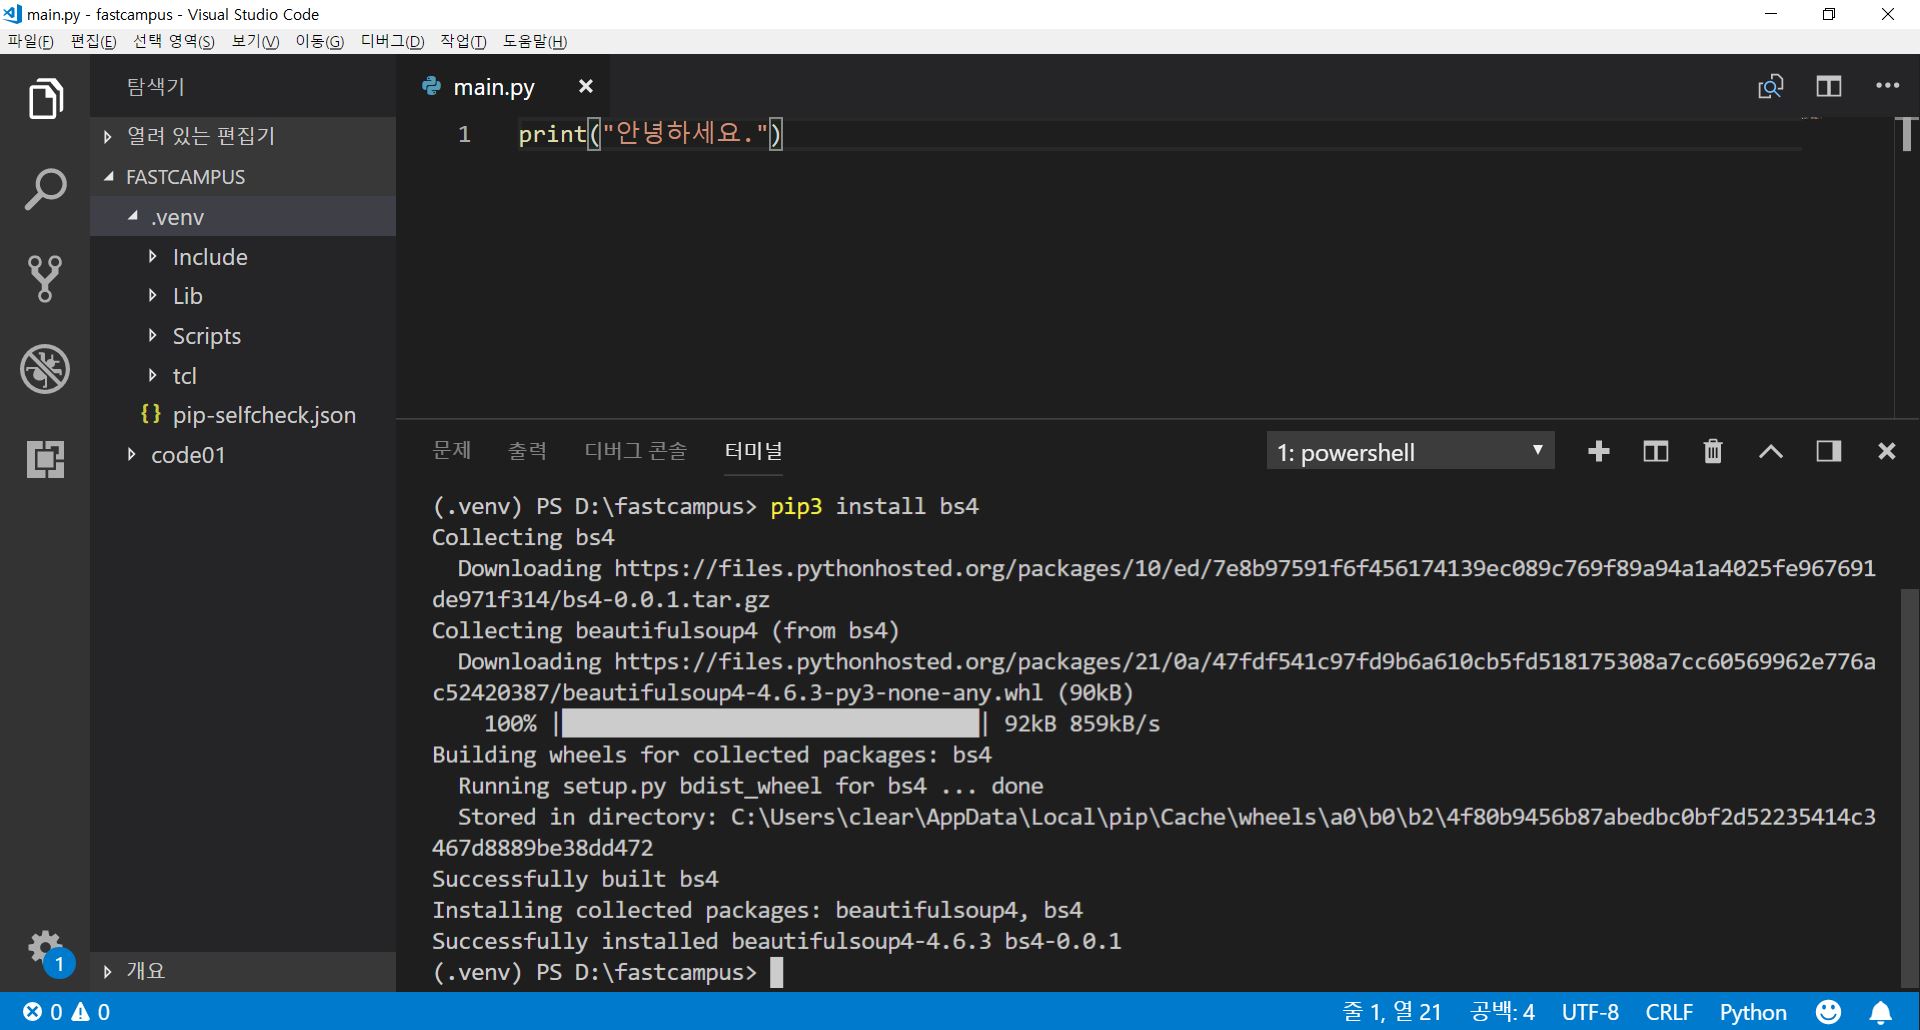 main.py - fastcampus - Visual Studio Code
파일(F) 편집(E) 선택 영역(S) 보기(V) 이동(G) 디버그(D) 작업(T) 도움말(H)
탐색기
열려 있는 편집기
FASTCAMPUS
.venv
Include
Lib
Scripts
tcl
{} pip-selfcheck.json
code01
개요
1
main.py
1 print("안녕하세요.")
문제 출력 디버그 콘솔 터미널
1: powershell
(.venv) PS D:\fastcampus> pip3 install bs4
Collecting bs4
Downloading https://files.pythonhosted.org/packages/10/ed/7e8b97591f6f456174139ec089c769f89a94a1a4025fe967691
de971f314/bs4-0.0.1.tar.gz
Collecting beautifulsoup4 (from bs4)
Downloading https://files.pythonhosted.org/packages/21/0a/47fdf541c97fd9b6a610cb5fd518175308a7cc60569962e776a
c52420387/beautifulsoup4-4.6.3-py3-none-any.whl (90kB)
100% |████████████████████████████████| 92kB 859kB/s
Building wheels for collected packages: bs4
Running setup.py bdist_wheel for bs4 ... done
Stored in directory: C:\Users\clear\AppData\Local\pip\Cache\wheels\a0\b0\b2\4f80b9456b87abedbc0bf2d52235414c3
467d8889be38dd472
Successfully built bs4
Installing collected packages: beautifulsoup4, bs4
Successfully installed beautifulsoup4-4.6.3 bs4-0.0.1
(.venv) PS D:\fastcampus>
0 0
줄 1, 열 21 공백: 4 UTF-8 CRLF Python